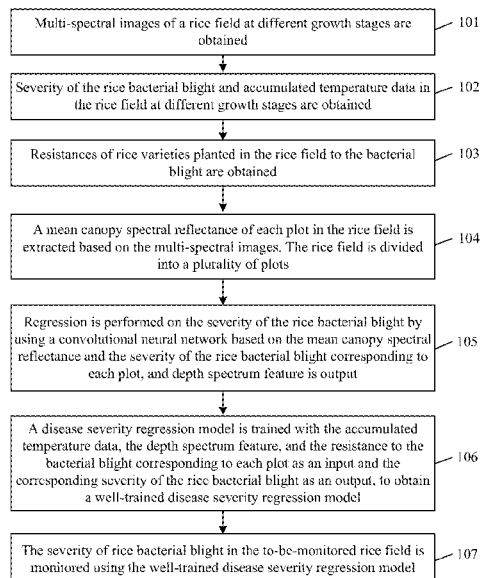 Multi-spectral images of a rice field at different growth stages are
obtained
101
Severity of the rice bacterial blight and accumulated temperature data in
the rice field at different growth stages are obtained
102
Resistances of rice varieties planted in the rice field to the bacterial
blight are obtained
103
A mean canopy spectral reflectance of each plot in the rice field is
extracted based on the multi-spectral images. The rice field is divided
into a plurality of plots
104
Regression is performed on the severity of the rice bacterial blight by
using a convolutional neural network based on the mean canopy spectral
reflectance and the severity of the rice bacterial blight corresponding to
each plot, and depth spectrum feature is output
105
A disease severity regression model is trained with the accumulated
temperature data, the depth spectrum feature, and the resistance to the
bacterial blight corresponding to each plot as an input and the
corresponding severity of the rice bacterial blight as an output, to obtain
a well-trained disease severity regression model
106
The severity of rice bacterial blight in the to-be-monitored rice field is
monitored using the well-trained disease severity regression model
107